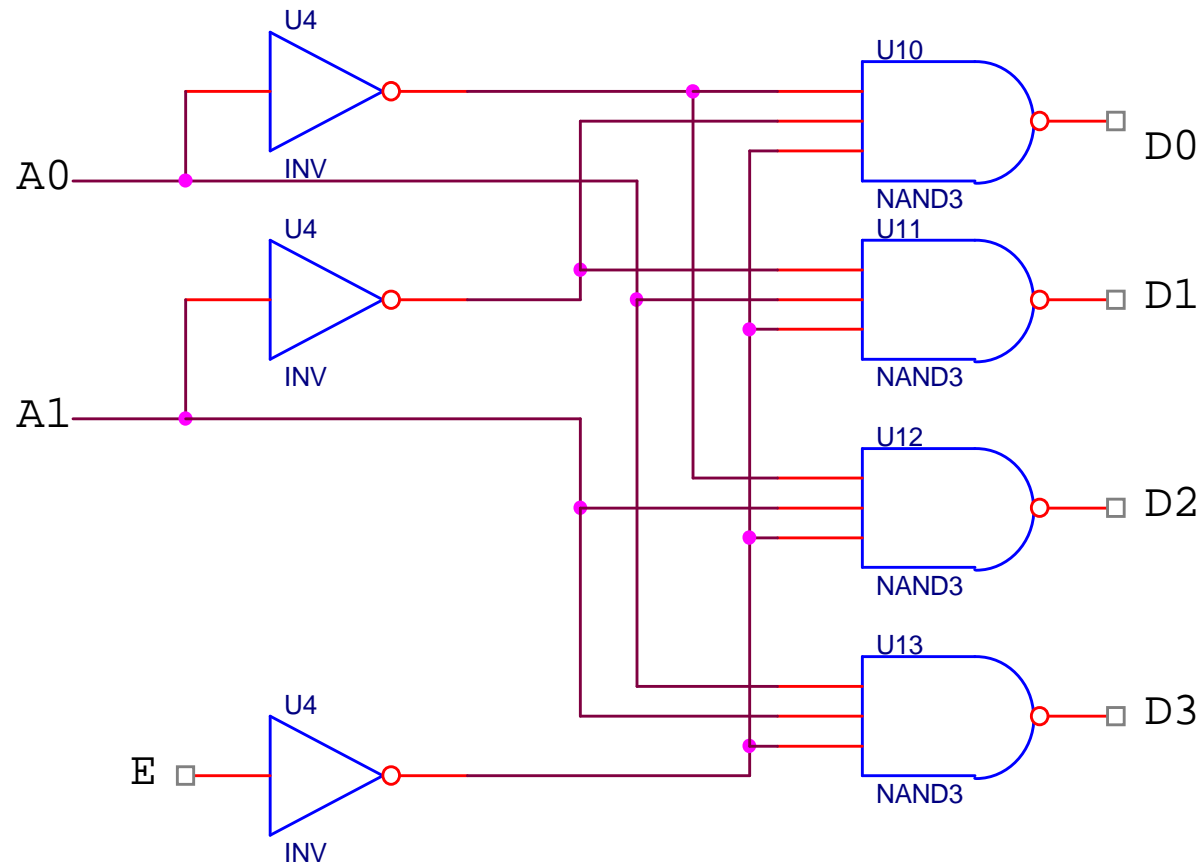 U4
U10
INV
A0
D0
NAND3
U4
U11
D1
INV
NAND3
A1
U12
D2
NAND3
U13
U4
D3
E
NAND3
INV